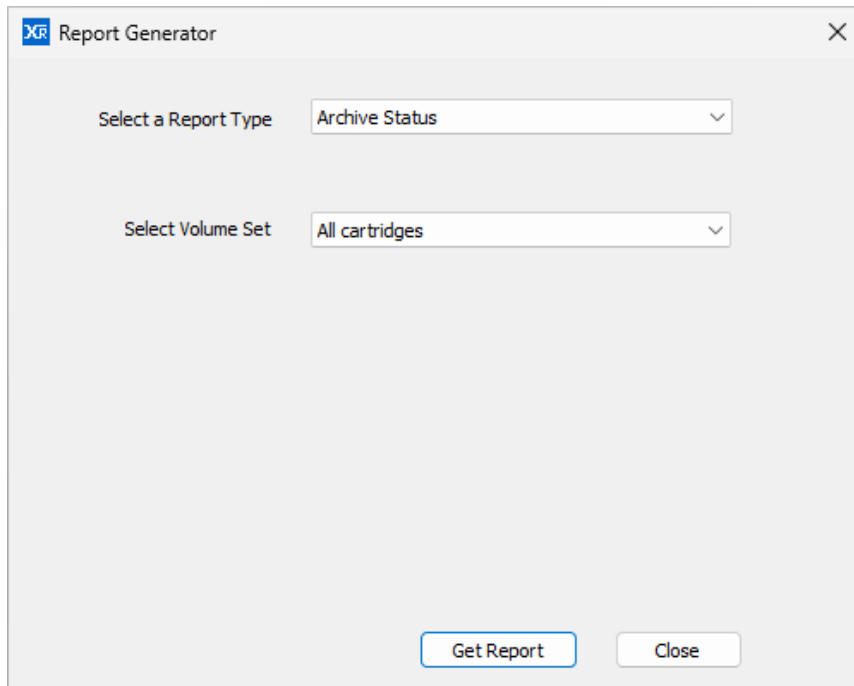 XR Report Generator
Select a Report Type Archive Status
Select Volume Set All cartridges
Get Report Close